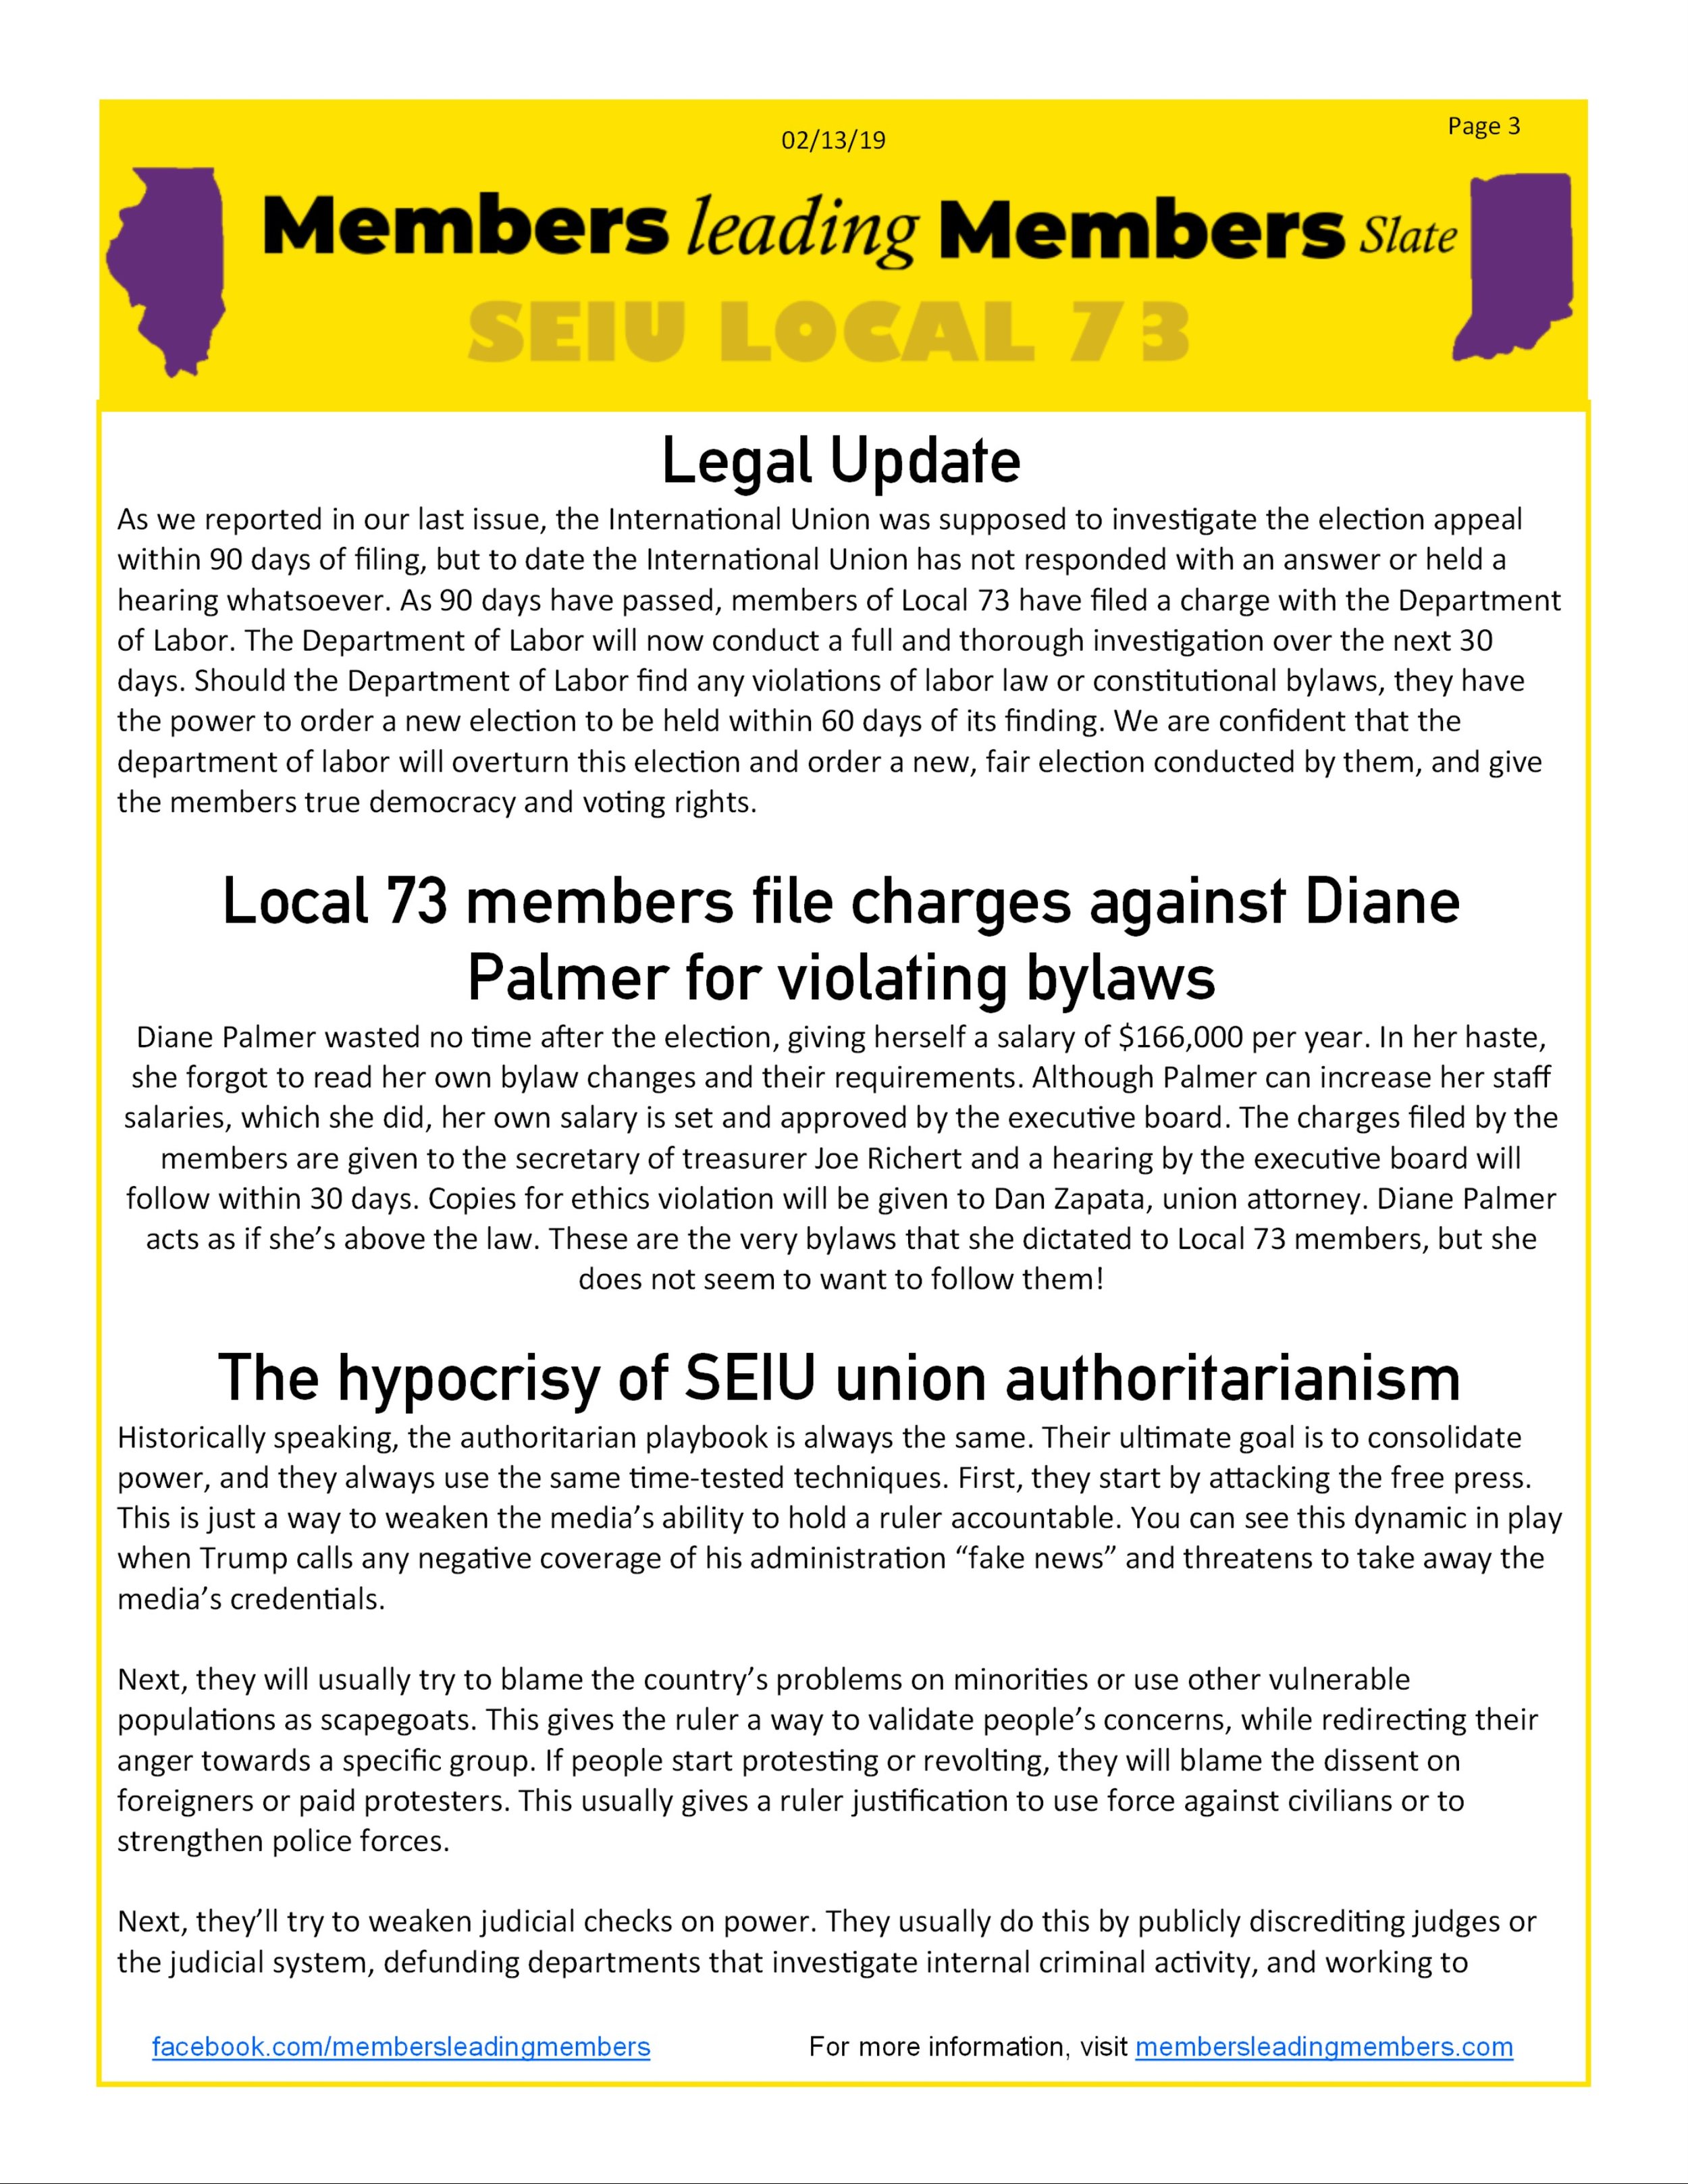 02/13/19
Page 3
Members leading Members Slate
SEIU LOCAL 73
Legal Update
As we reported in our last issue, the International Union was supposed to investigate the election appeal
within 90 days of filing, but to date the International Union has not responded with an answer or held a
hearing whatsoever. As 90 days have passed, members of Local 73 have filed a charge with the Department
of Labor. The Department of Labor will now conduct a full and thorough investigation over the next 30
days. Should the Department of Labor find any violations of labor law or constitutional bylaws, they have
the power to order a new election to be held within 60 days of its finding. We are confident that the
department of labor will overturn this election and order a new, fair election conducted by them, and give
the members true democracy and voting rights.
Local 73 members file charges against Diane
Palmer for violating bylaws
Diane Palmer wasted no time after the election, giving herself a salary of $166,000 per year. In her haste,
she forgot to read her own bylaw changes and their requirements. Although Palmer can increase her staff
salaries, which she did, her own salary is set and approved by the executive board. The charges filed by the
members are given to the secretary of treasurer Joe Richert and a hearing by the executive board will
follow within 30 days. Copies for ethics violation will be given to Dan Zapata, union attorney. Diane Palmer
acts as if she’s above the law. These are the very bylaws that she dictated to Local 73 members, but she
does not seem to want to follow them!
The hypocrisy of SEIU union authoritarianism
Historically speaking, the authoritarian playbook is always the same. Their ultimate goal is to consolidate
power, and they always use the same time-tested techniques. First, they start by attacking the free press.
This is just a way to weaken the media’s ability to hold a ruler accountable. You can see this dynamic in play
when Trump calls any negative coverage of his administration “fake news” and threatens to take away the
media’s credentials.
Next, they will usually try to blame the country’s problems on minorities or use other vulnerable
populations as scapegoats. This gives the ruler a way to validate people’s concerns, while redirecting their
anger towards a specific group. If people start protesting or revolting, they will blame the dissent on
foreigners or paid protesters. This usually gives a ruler justification to use force against civilians or to
strengthen police forces.
Next, they’ll try to weaken judicial checks on power. They usually do this by publicly discrediting judges or
the judicial system, defunding departments that investigate internal criminal activity, and working to
facebook.com/membersleadingmembers For more information, visit membersleadingmembers.com